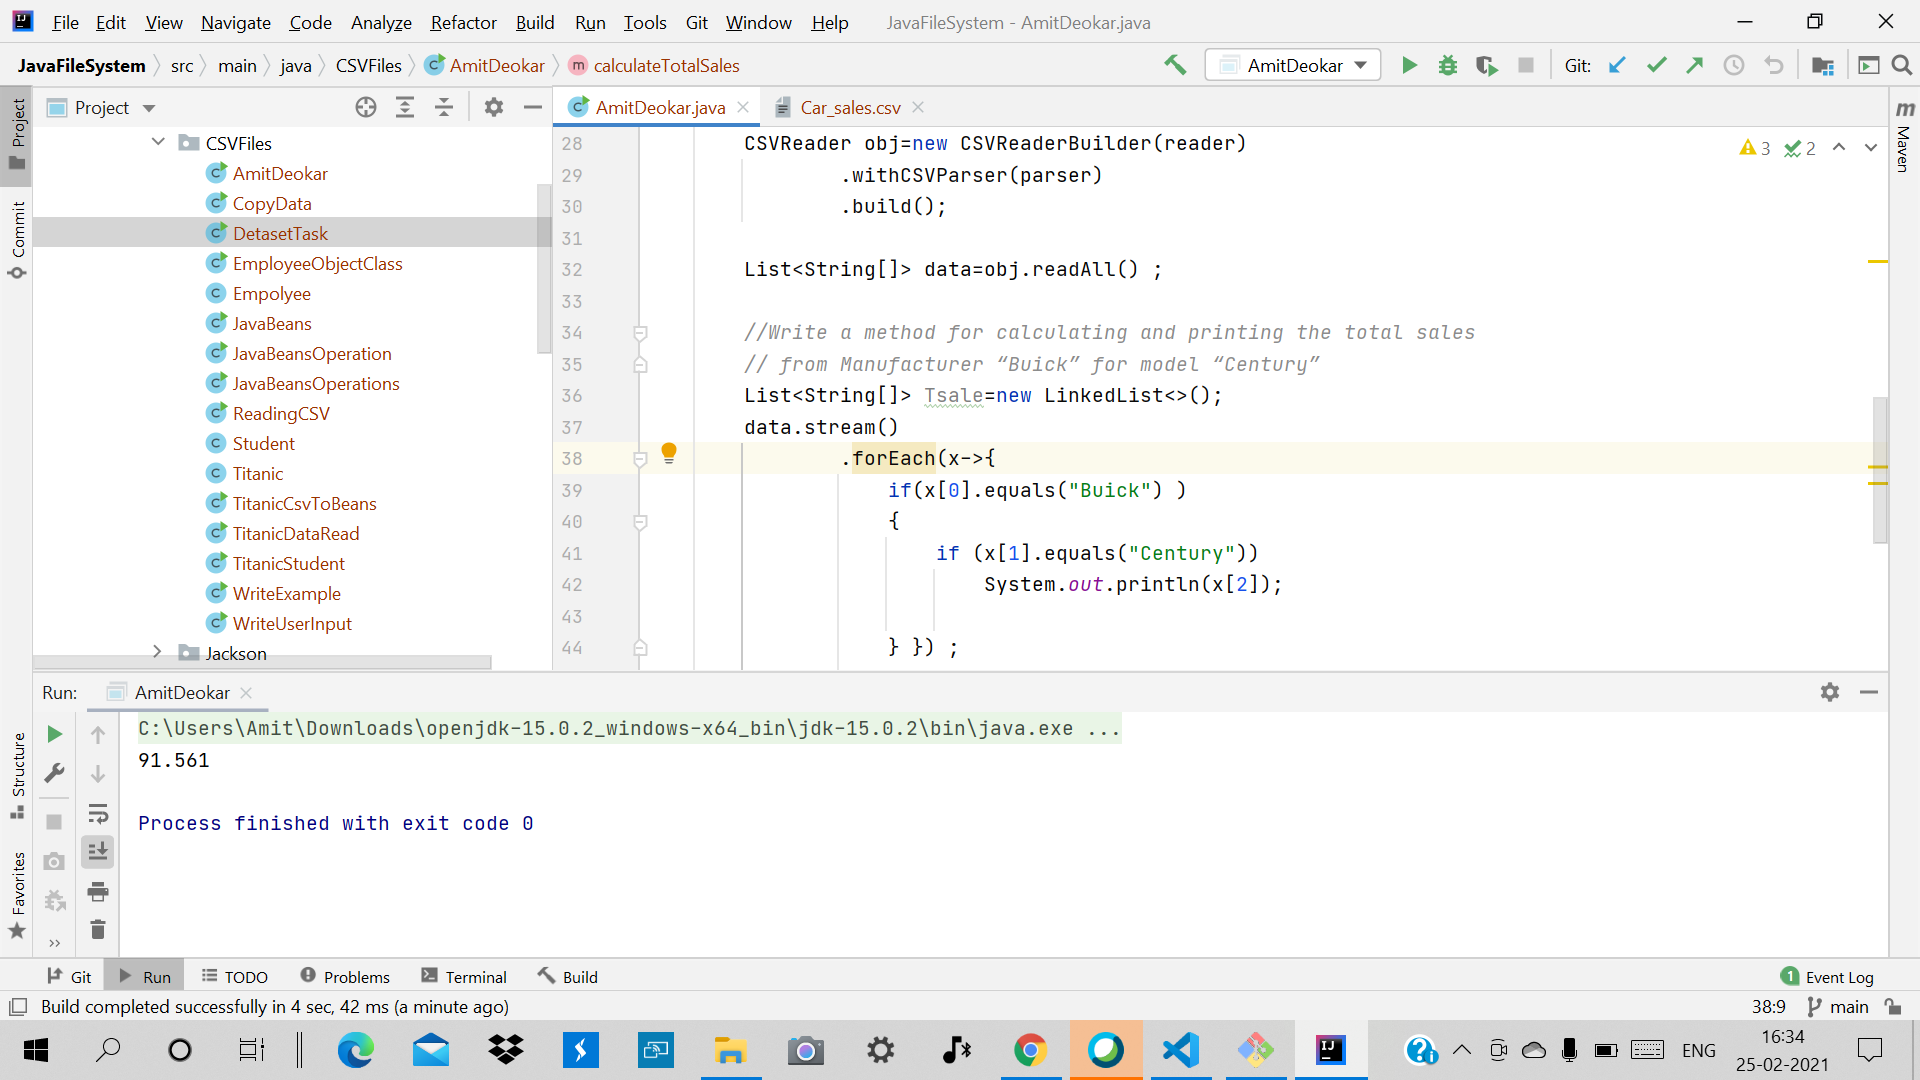 File Edit View Navigate Code Analyze Refactor Build Run Tools Git Window Help JavaFileSystem - AmitDeokar.java
JavaFileSystem src main java CSVFiles AmitDeokar calculateTotalSales AmitDeokar Git:
Project
AmitDeokar.java Car_sales.csv
Project
Commit
Structure
Favorites
Maven
CSVFiles
AmitDeokar
CopyData
DetasetTask
EmployeeObjectClass
Empolyee
JavaBeans
JavaBeansOperation
JavaBeansOperations
ReadingCSV
Student
Titanic
TitanicCsvToBeans
TitanicDataRead
TitanicStudent
WriteExample
WriteUserInput
Jackson
3 2
28 CSVReader obj=new CSVReaderBuilder(reader)
29 .withCSVParser(parser)
30 .build();
31
32 List<String[]> data=obj.readAll() ;
33
34 //Write a method for calculating and printing the total sales
35 // from Manufacturer “Buick” for model “Century”
36 List<String[]> Tsale=new LinkedList<>();
37 data.stream()
38 .forEach(x->{
39 if(x[0].equals("Buick") )
40 {
41 if (x[1].equals("Century"))
42 System.out.println(x[2]);
43
44 } }) ;
Run: AmitDeokar
C:\Users\Amit\Downloads\openjdk-15.0.2_windows-x64_bin\jdk-15.0.2\bin\java.exe ...
91.561
Process finished with exit code 0
Git Run TODO Problems Terminal Build 1 Event Log
Build completed successfully in 4 sec, 42 ms (a minute ago) 38:9 main
ENG 16:34
25-02-2021